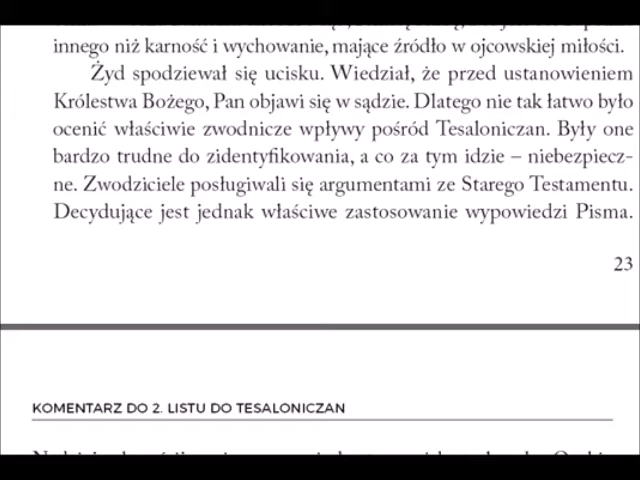 innego niż karność i wychowanie, mające źródło w ojcowskiej miłości.
Żyd spodziewał się ucisku. Wiedział, że przed ustanowieniem
Królestwa Bożego, Pan objawi się w sądzie. Dlatego nie tak łatwo było
ocenić właściwie zwodnicze wpływy pośród Tesaloniczan. Były one
bardzo trudne do zidentyfikowania, a co za tym idzie – niebezpiecz-
ne. Zwodziciele posługiwali się argumentami ze Starego Testamentu.
Decydujące jest jednak właściwe zastosowanie wypowiedzi Pisma.
23
KOMENTARZ DO 2. LISTU DO TESALONICZAN